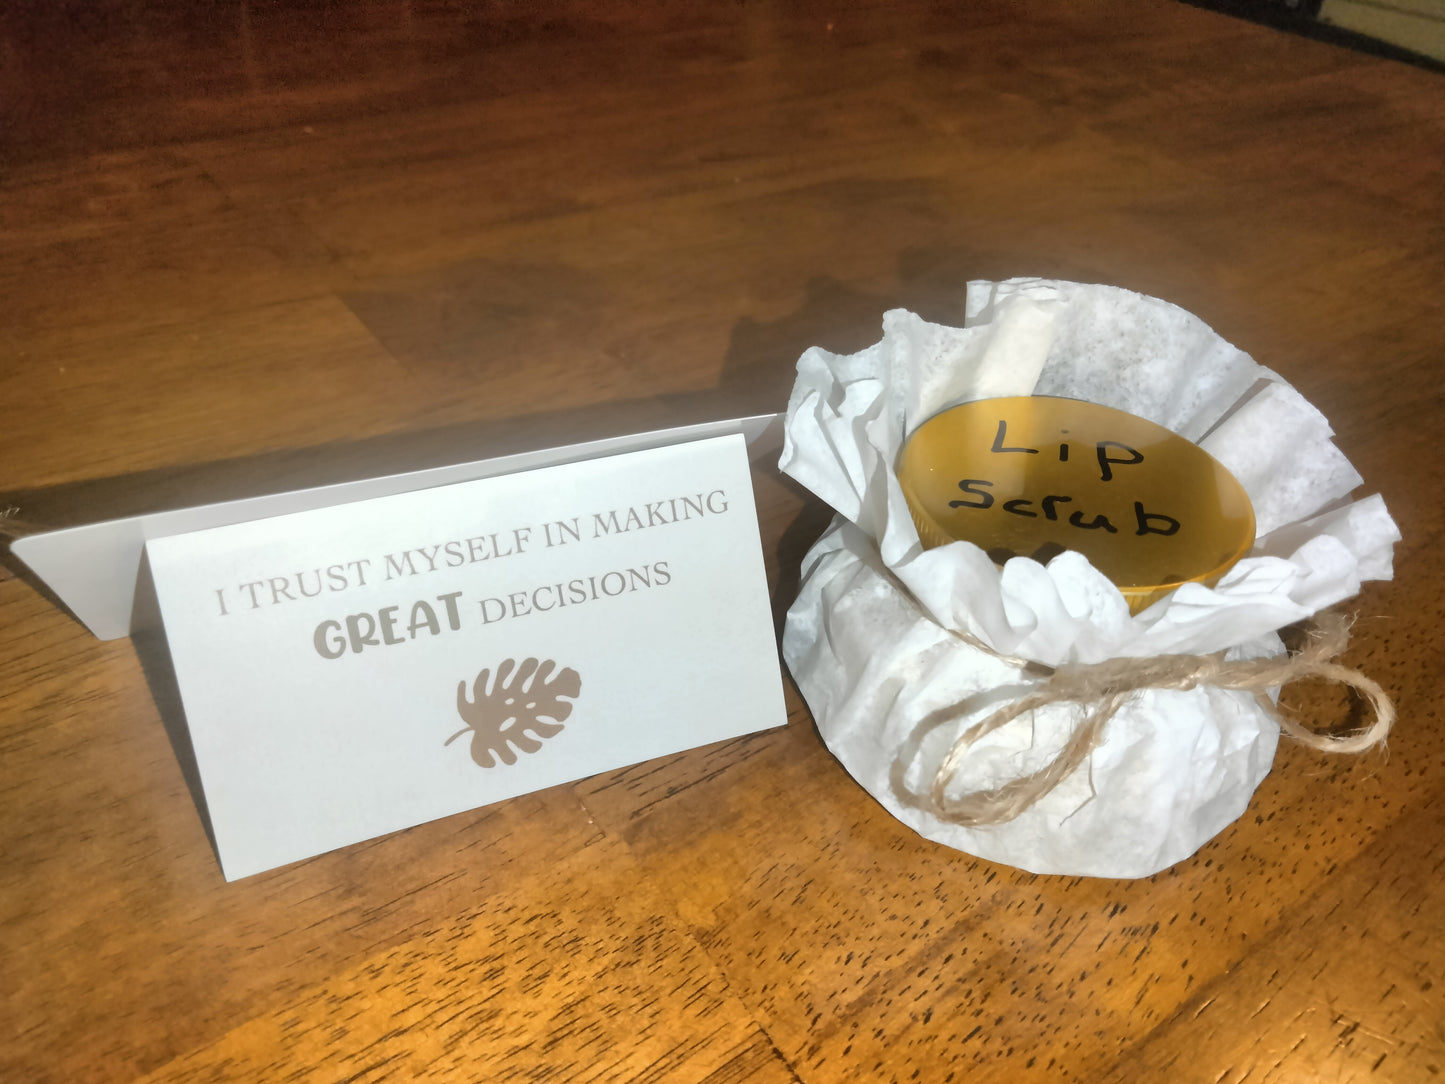 I TRUST MYSELF IN MAKING
GREAT DECISIONS
Lip
Scrub